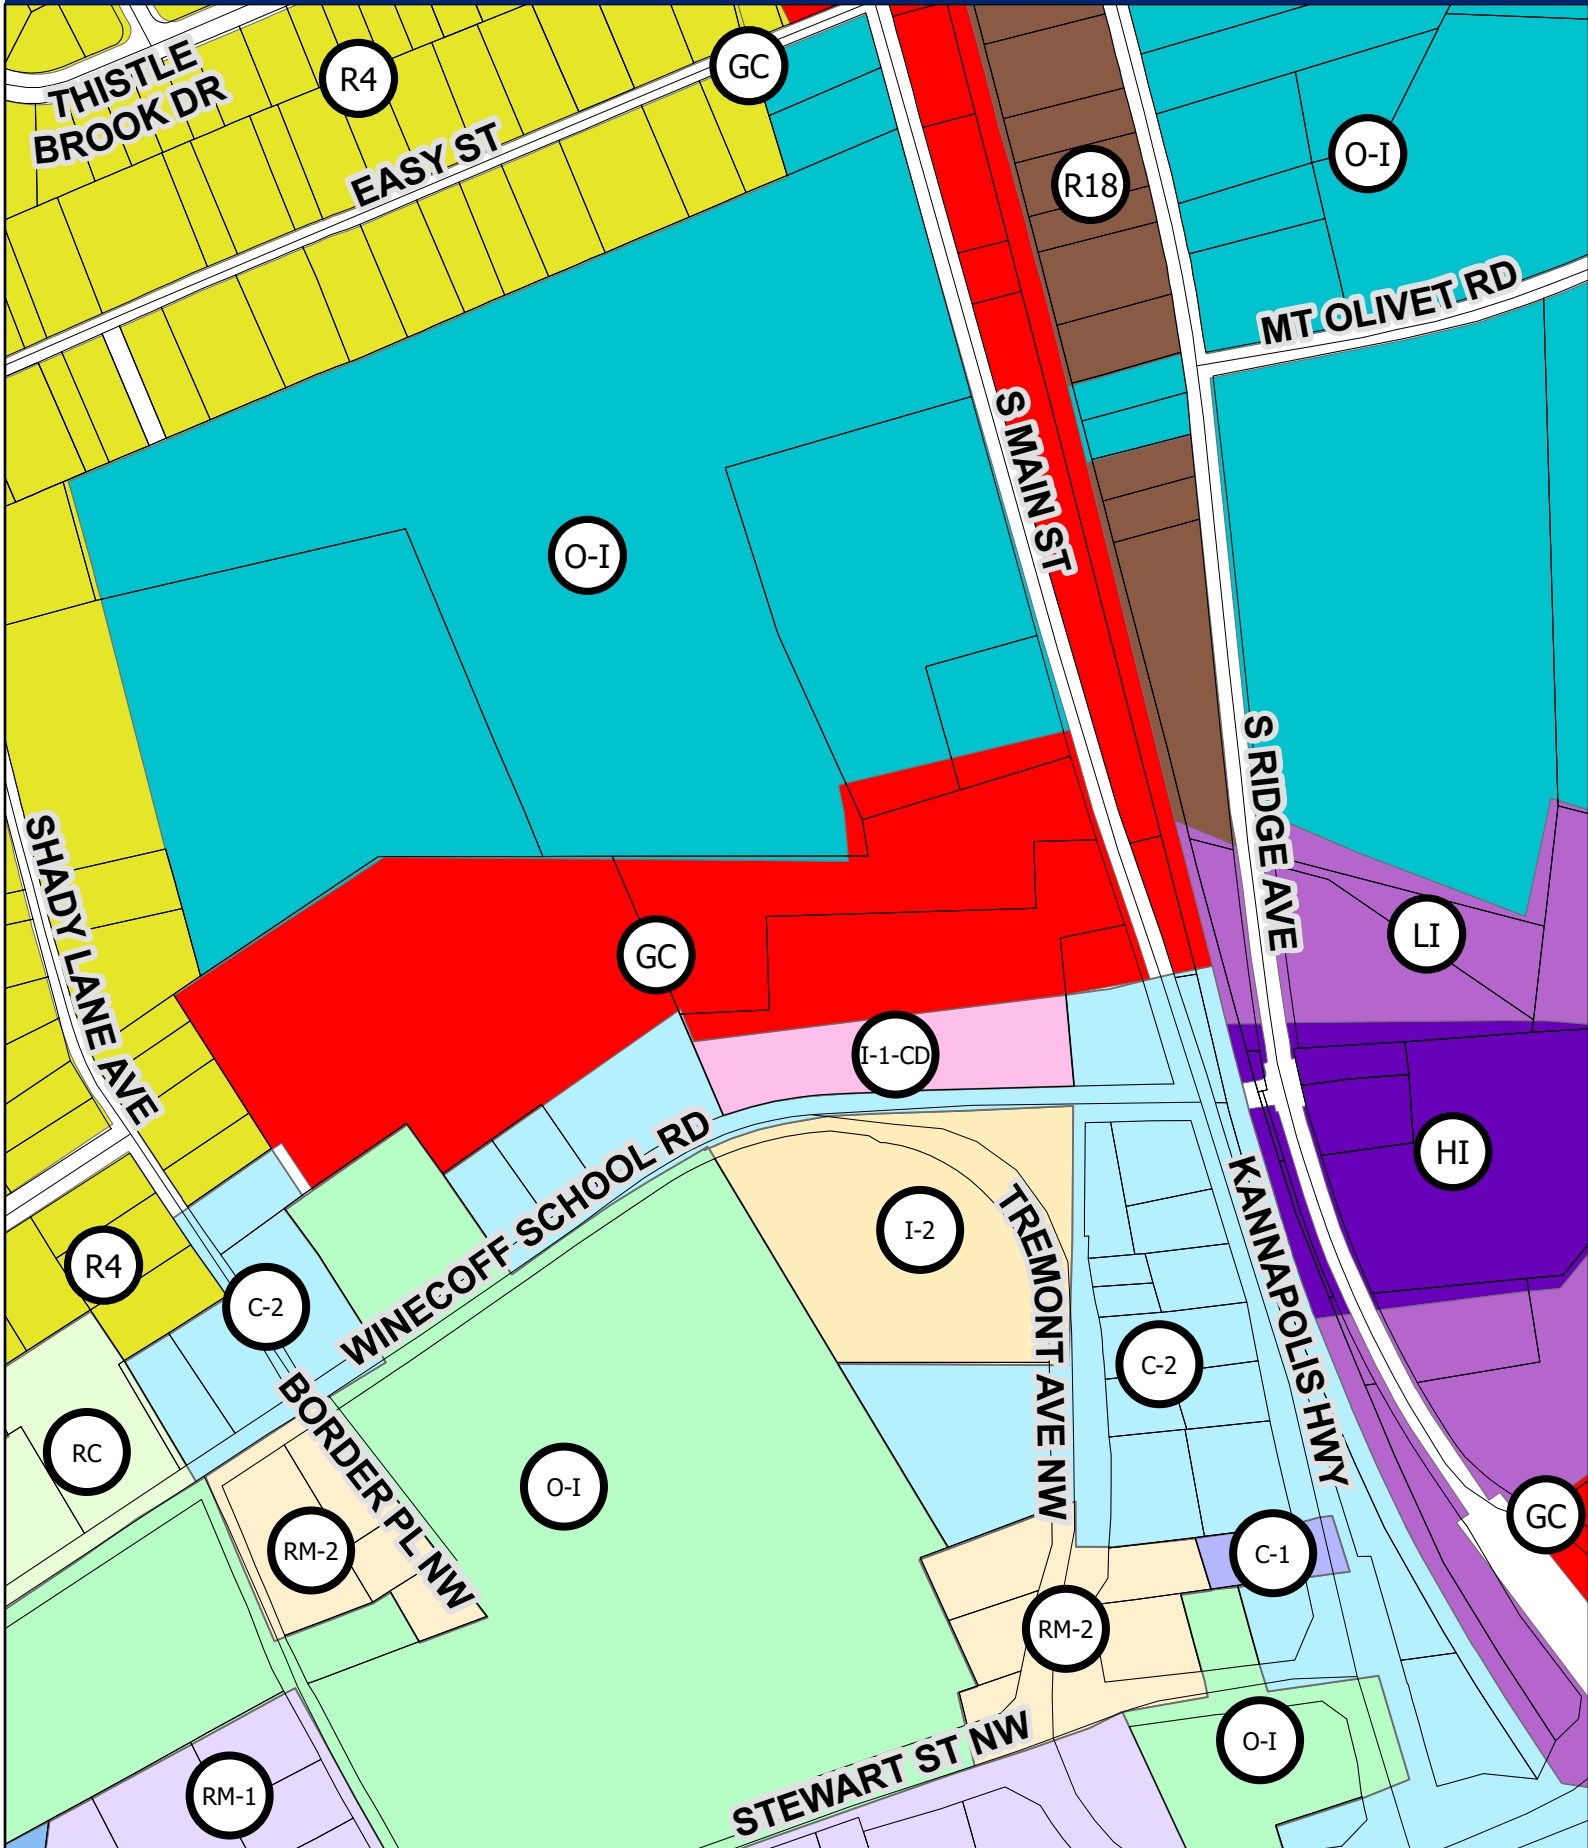 GC
R4
THISTLE
BROOK DR
EASY ST
O-I
R18
MT OLIVET RD
S MAIN ST
O-I
S RIDGE AVE
SHADY LANE AVE
LI
GC
I-1-CD
WINECOFF SCHOOL RD
HI
I-2
TREMONT AVE NW
KANNAPOLIS HWY
R4
C-2
C-2
BORDER PL NW
RC
O-I
GC
RM-2
C-1
RM-2
STEWART ST NW
O-I
RM-1